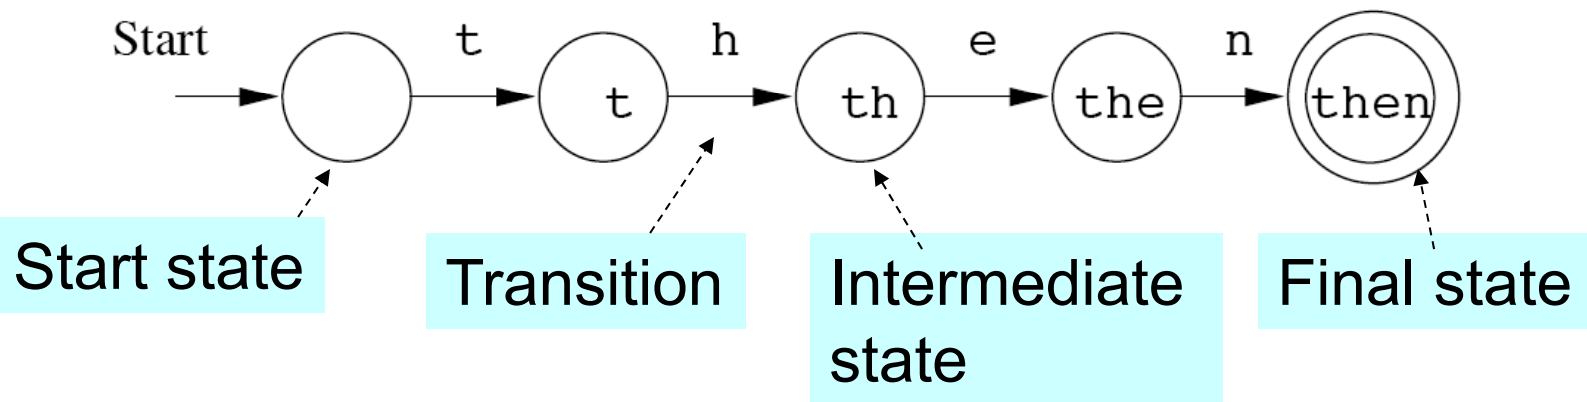 Start t h e n
t th the then
Start state Transition Intermediate state Final state